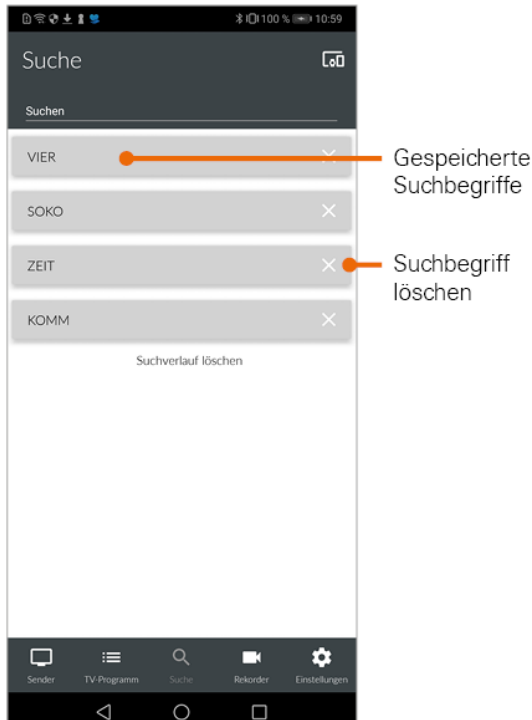 100 % 10:59
Suche
Suchen
VIER
Gespeicherte
Suchbegriffe
SOKO
ZEIT
Suchbegriff
löschen
KOMM
Suchverlauf löschen
Sender TV-Programm Suche Rekorder Einstellungen